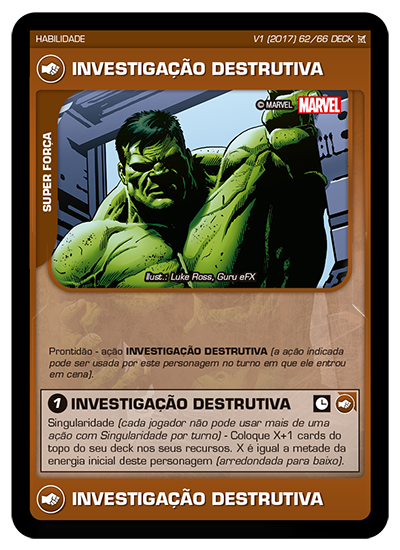 HABILIDADE
V1 (2017) 62/66 DECK
INVESTIGAÇÃO DESTRUTIVA
© MARVEL MARVEL
SUPER FORÇA
Ilust.: Luke Ross, Guru eFX
Prontidão - ação INVESTIGAÇÃO DESTRUTIVA (a ação indicada
pode ser usada por este personagem no turno em que ele entrou
em cena).
1 INVESTIGAÇÃO DESTRUTIVA
Singularidade (cada jogador não pode usar mais de uma
ação com Singularidade por turno) - Coloque X+1 cards do
topo do seu deck nos seus recursos. X é igual a metade da
energia inicial deste personagem (arredondada para baixo).
INVESTIGAÇÃO DESTRUTIVA